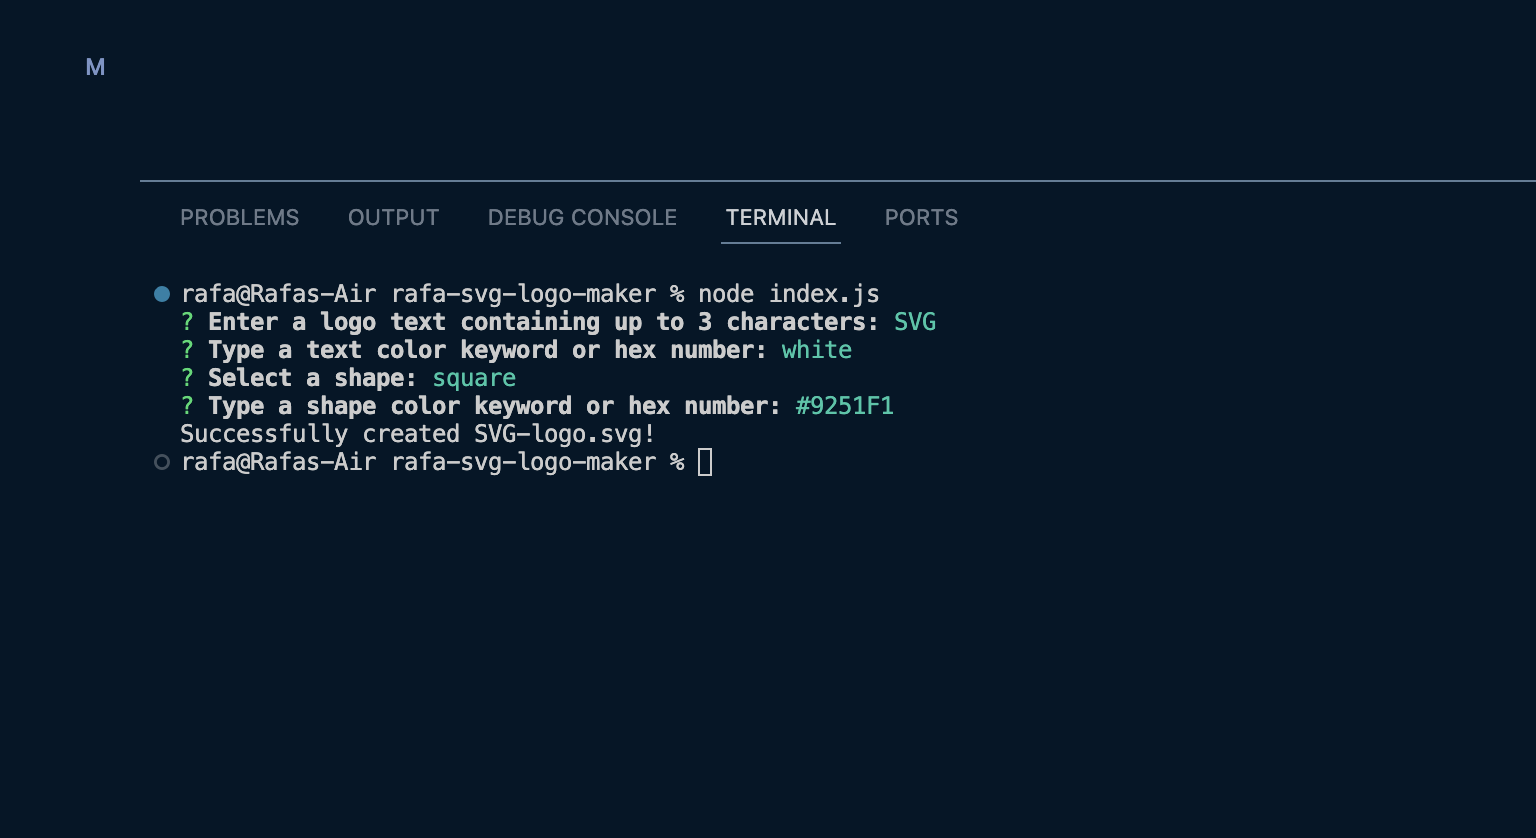 M
PROBLEMS OUTPUT DEBUG CONSOLE TERMINAL PORTS
rafa@Rafas-Air rafa-svg-logo-maker % node index.js
? Enter a logo text containing up to 3 characters: SVG
? Type a text color keyword or hex number: white
? Select a shape: square
? Type a shape color keyword or hex number: #9251F1
Successfully created SVG-logo.svg!
rafa@Rafas-Air rafa-svg-logo-maker %